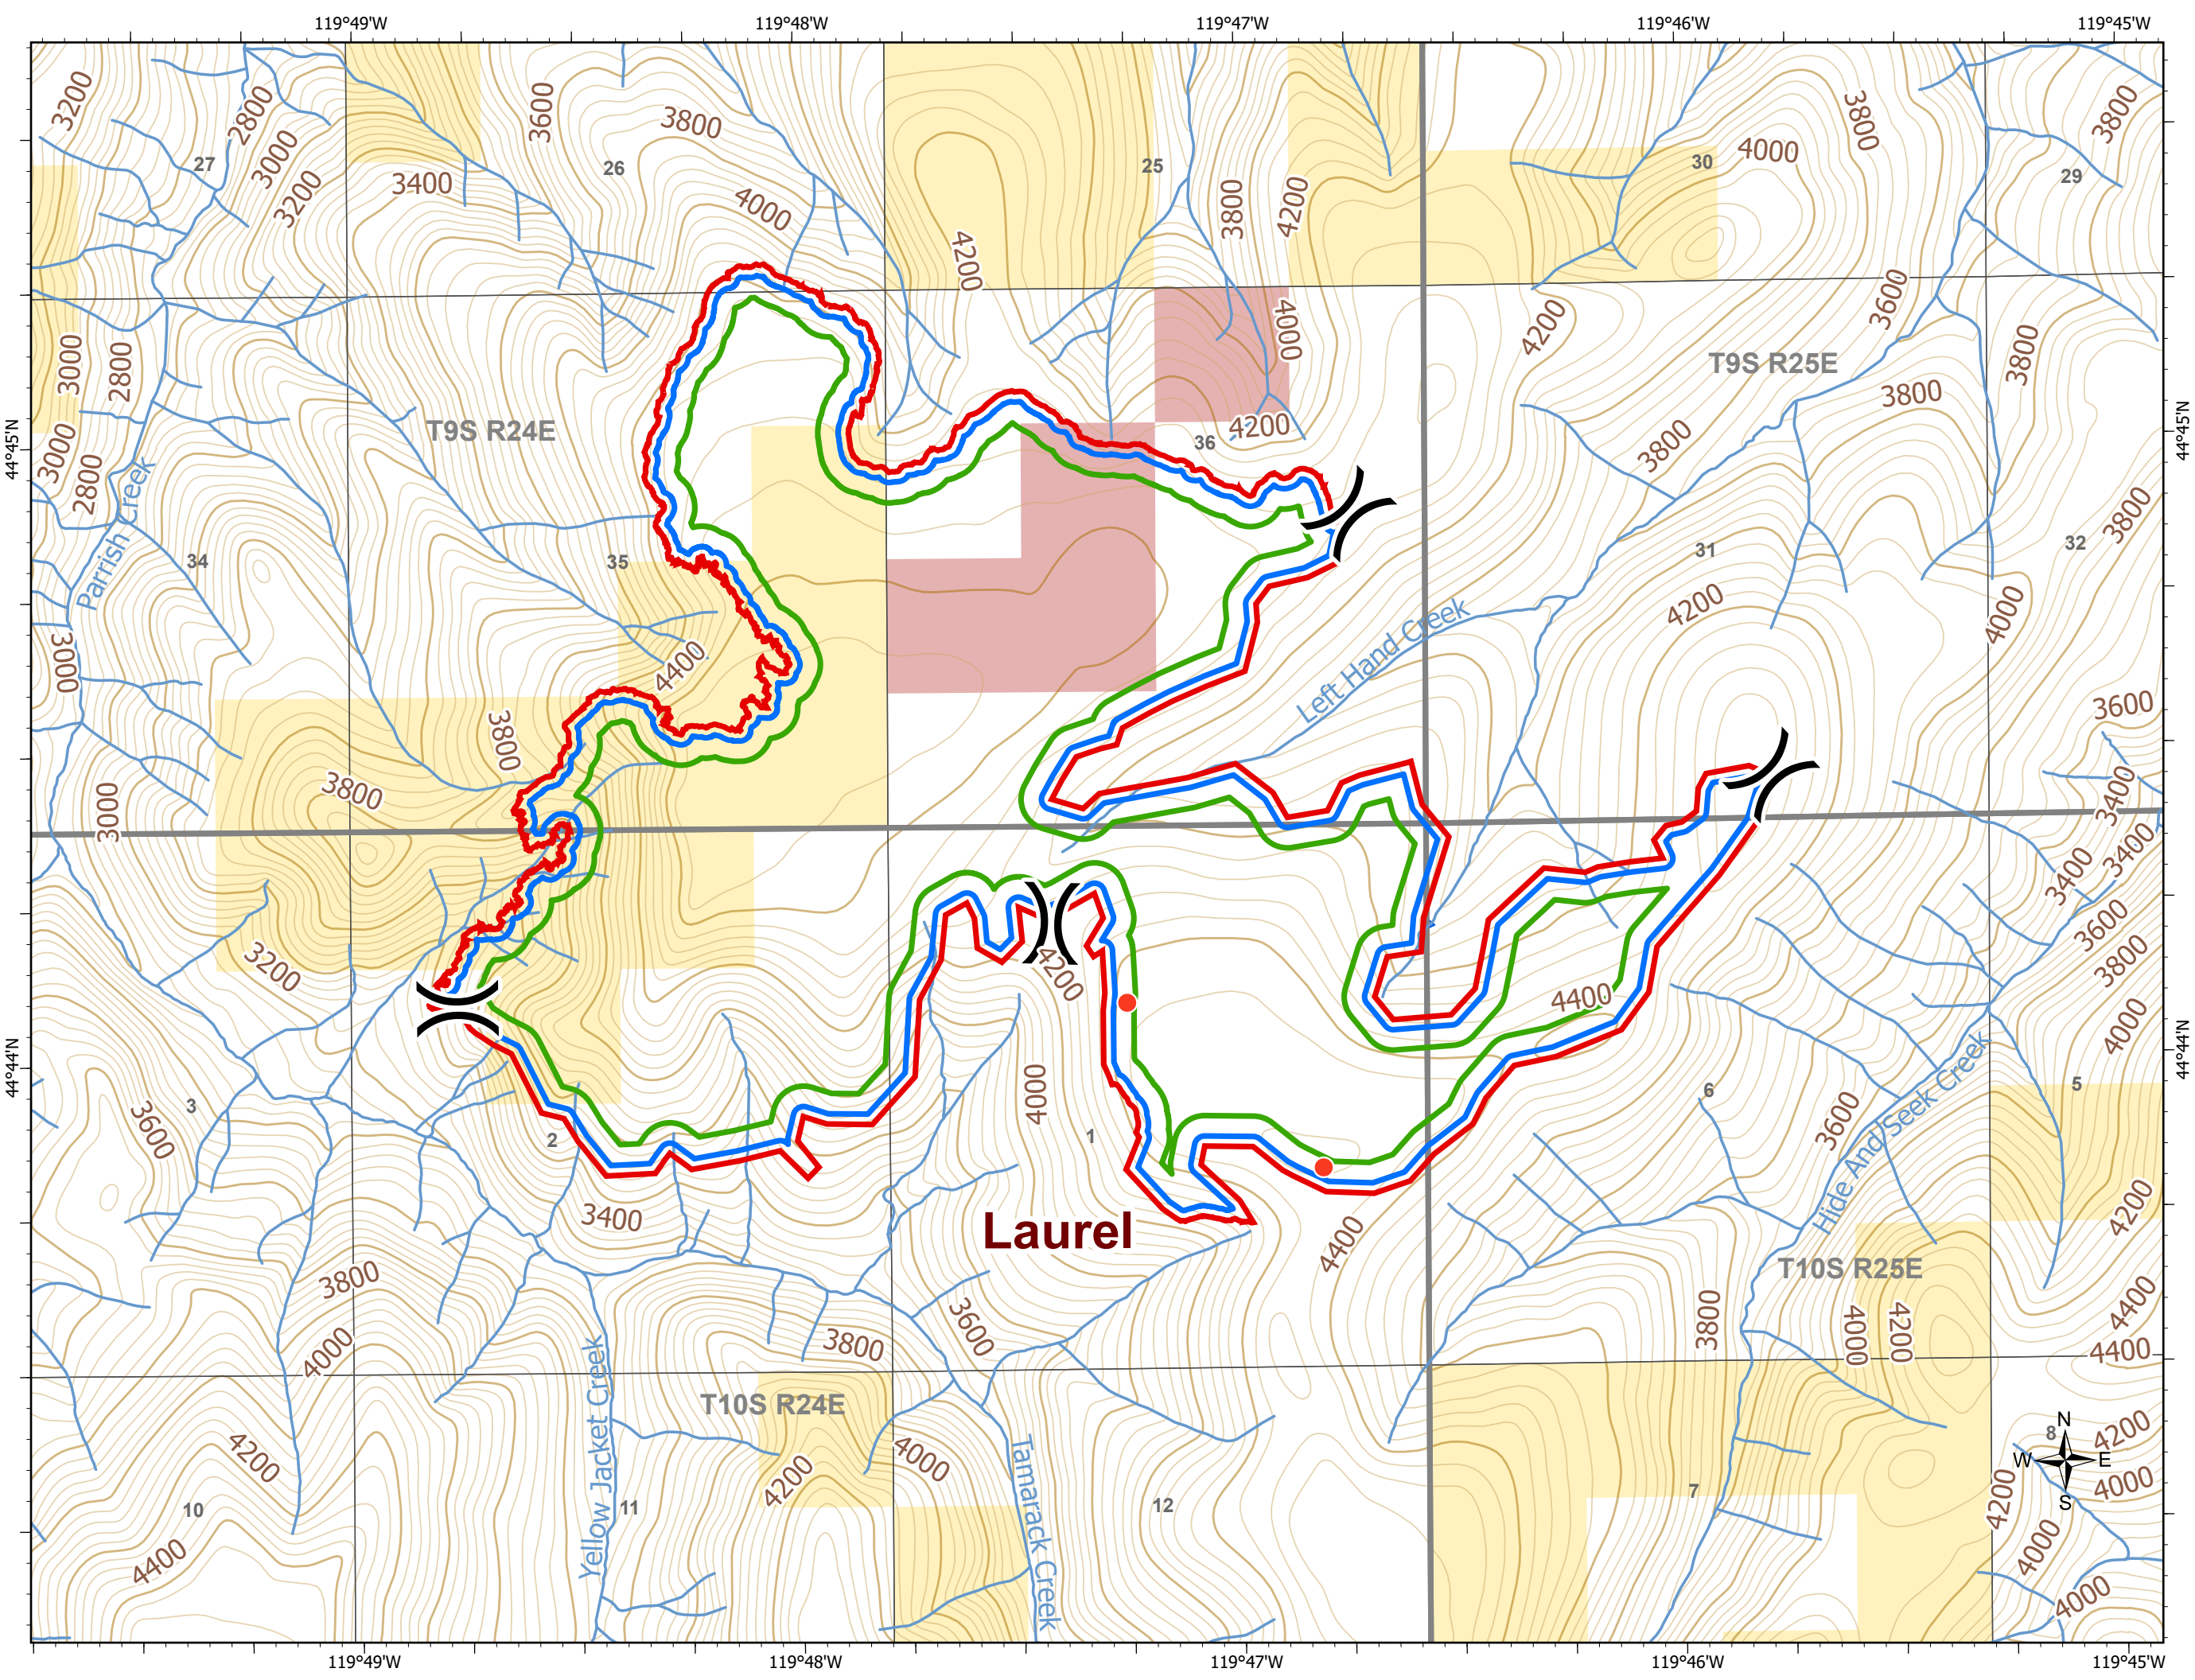 119°49'W 119°48'W 119°47'W 119°46'W 119°45'W
3200 2800 3600 3800 3800 3800
27 3000 26 25 4000 30 29
3200 3400 4000 3800 4200
4200
3000 2800 4000 4200 3600 3800
T9S R25E
3800
44°45'N T9S R24E 4200 36 3800 44°45'N
3000 2800
3800
Parrish Creek
34 35 31 32
4200 4000
3000 4400 Left Hand Creek
3800 3600
3800 3400
3000 3400
3400
3200 4200 4400 3600
3800
4000
44°44'N 4000 44°44'N
3 3600 2 1 6 3600 5
Hide And Seek Creek
3400 Laurel 4400 4200
T10S R25E
3800 3600 3800 4000 4200 4400
4000 3800 4400
Yellow Jacket Creek T10S R24E
N
4200 4000 8 4200
W E
4200 Tamarack Creek 4200 4000
S
10 11 12 7
4400 4000
4000
119°49'W 119°48'W 119°47'W 119°46'W 119°45'W